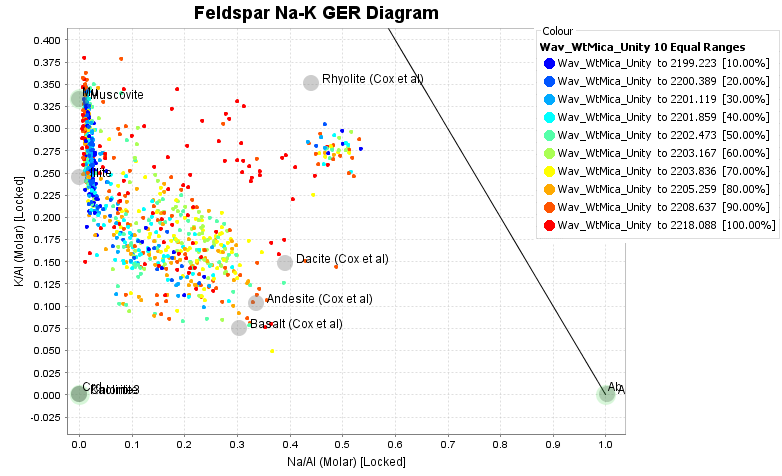 Feldspar Na-K GER Diagram
Colour
Wav_WtMica_Unity 10 Equal Ranges
Wav_WtMica_Unity to 2199.223 [10.00%]
Wav_WtMica_Unity to 2200.389 [20.00%]
Wav_WtMica_Unity to 2201.119 [30.00%]
Wav_WtMica_Unity to 2201.859 [40.00%]
Wav_WtMica_Unity to 2202.473 [50.00%]
Wav_WtMica_Unity to 2203.167 [60.00%]
Wav_WtMica_Unity to 2203.836 [70.00%]
Wav_WtMica_Unity to 2205.259 [80.00%]
Wav_WtMica_Unity to 2208.637 [90.00%]
Wav_WtMica_Unity to 2218.088 [100.00%]
K/Al (Molar) [Locked]
0.400
0.375
0.350
0.325
0.300
0.275
0.250
0.225
0.200
0.175
0.150
0.125
0.100
0.075
0.050
0.025
0.000
-0.025
Rhyolite (Cox et al)
Muscovite
Dacite (Cox et al)
Andesite (Cox et al)
Basalt (Cox et al)
Ab
A
0.0 0.1 0.2 0.3 0.4 0.5 0.6 0.7 0.8 0.9 1.0
Na/Al (Molar) [Locked]